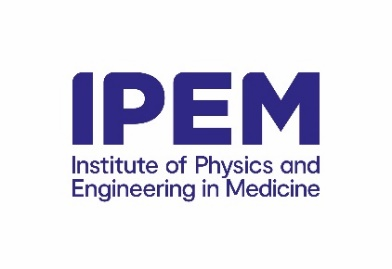 IPEM
Institute of Physics and
Engineering in Medicine